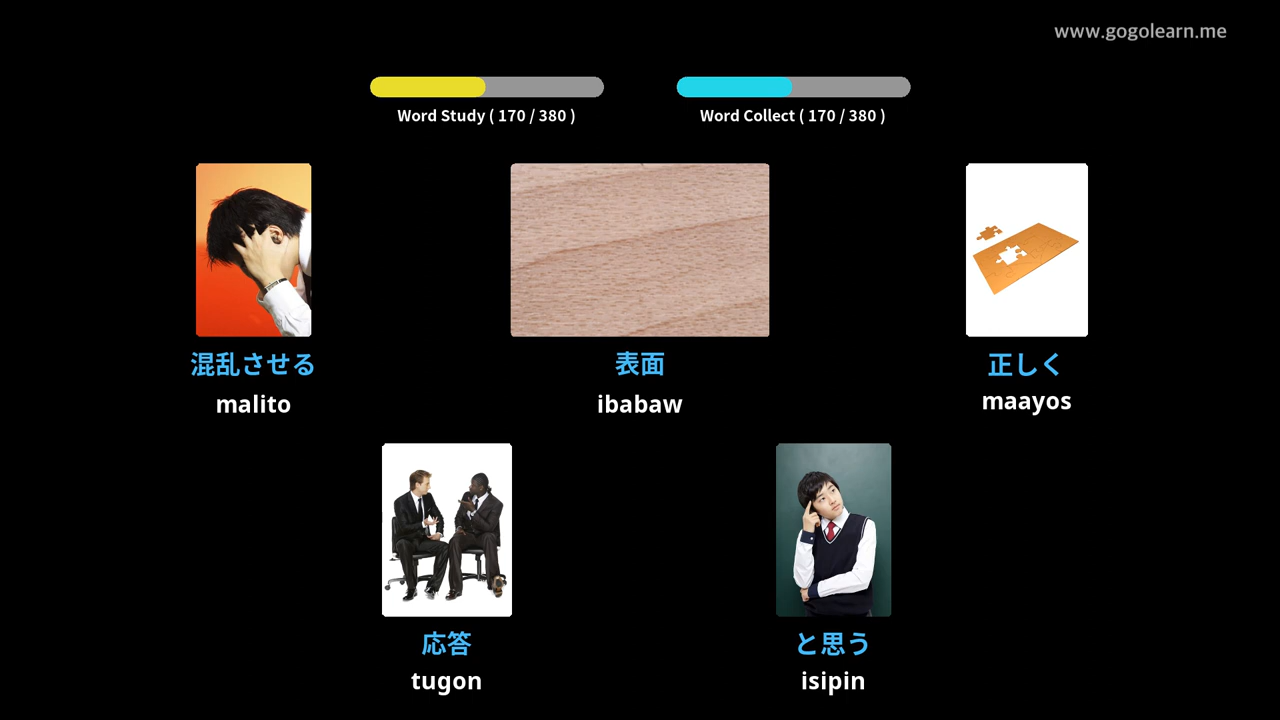 www.gogolearn.me
Word Study ( 170 / 380 )
Word Collect ( 170 / 380 )
混乱させる
malito
表面
ibabaw
正しく
maayos
応答
tugon
と思う
isipin